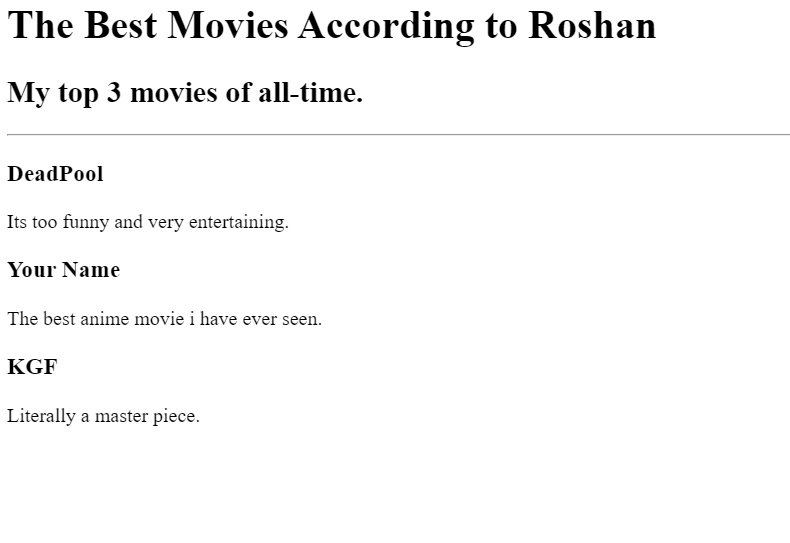 The Best Movies According to Roshan
My top 3 movies of all-time.
DeadPool
Its too funny and very entertaining.
Your Name
The best anime movie i have ever seen.
KGF
Literally a master piece.